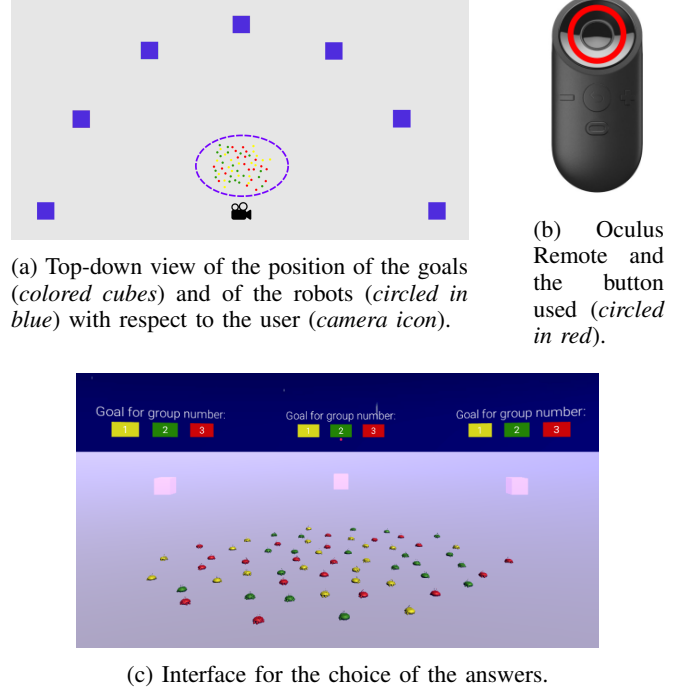 (a) Top-down view of the position of the goals
(colored cubes) and of the robots (circled in
blue) with respect to the user (camera icon).
(b) Oculus
Remote and
the button
used (circled
in red).
Goal for group number:
1 2 3
Goal for group number:
1 2 3
Goal for group number:
1 2 3
(c) Interface for the choice of the answers.